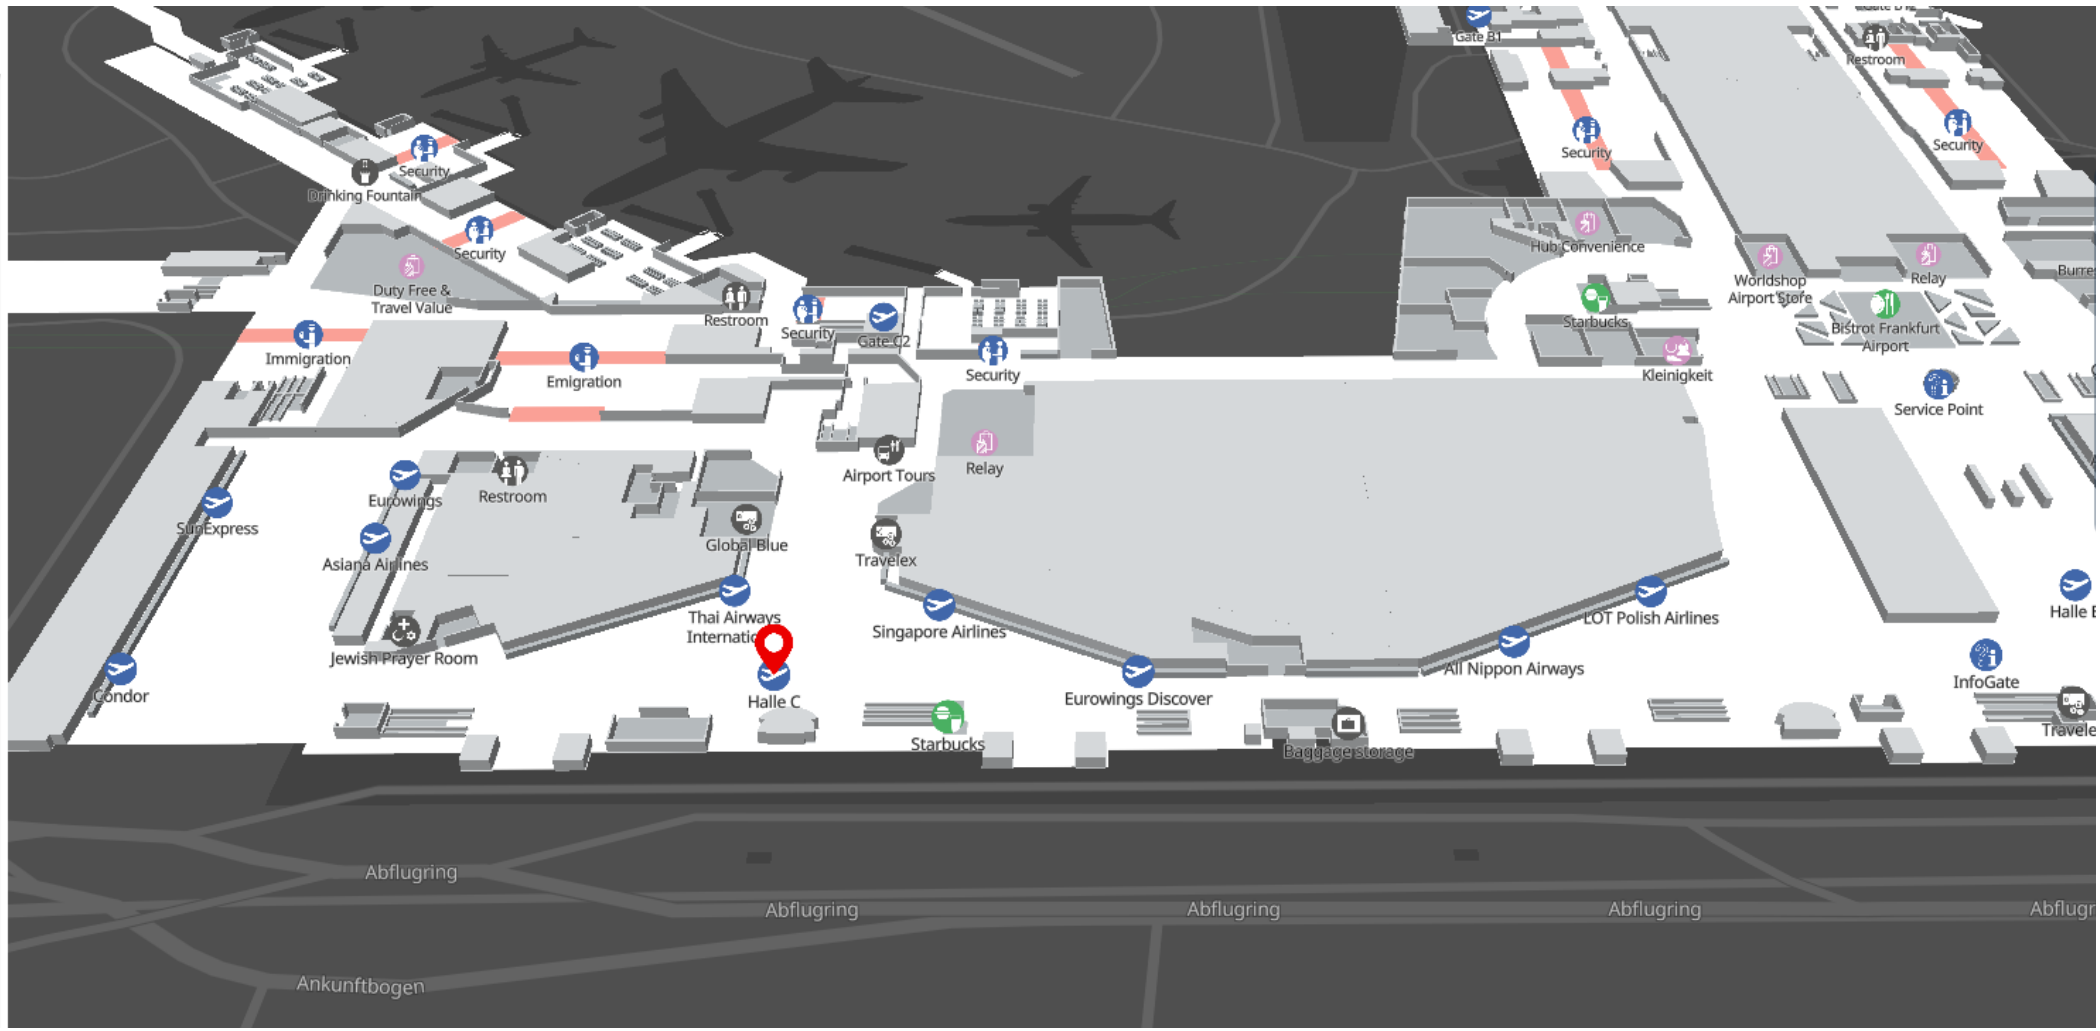 Gate B12
Gate B1
Restroom
Security
Security
Security
Drinking Fountain
Security
Hub Convenience
Worldshop
Airport Store
Relay
Duty Free &
Travel Value
Restroom
Security
Gate C2
Starbucks
Bistrot Frankfurt
Airport
Immigration
Emigration
Security
Kleinigkeit
Service Point
Eurowings
Restroom
Airport Tours
Relay
SunExpress
Asiana Airlines
Global Blue
Travelex
Thai Airways
Singapore Airlines
LOT Polish Airlines
Jewish Prayer Room
All Nippon Airways
InfoGate
Condor
Halle C
Eurowings Discover
Starbucks
Baggage storage
Abflugring
Abflugring
Abflugring
Abflugring
Ankunftbogen